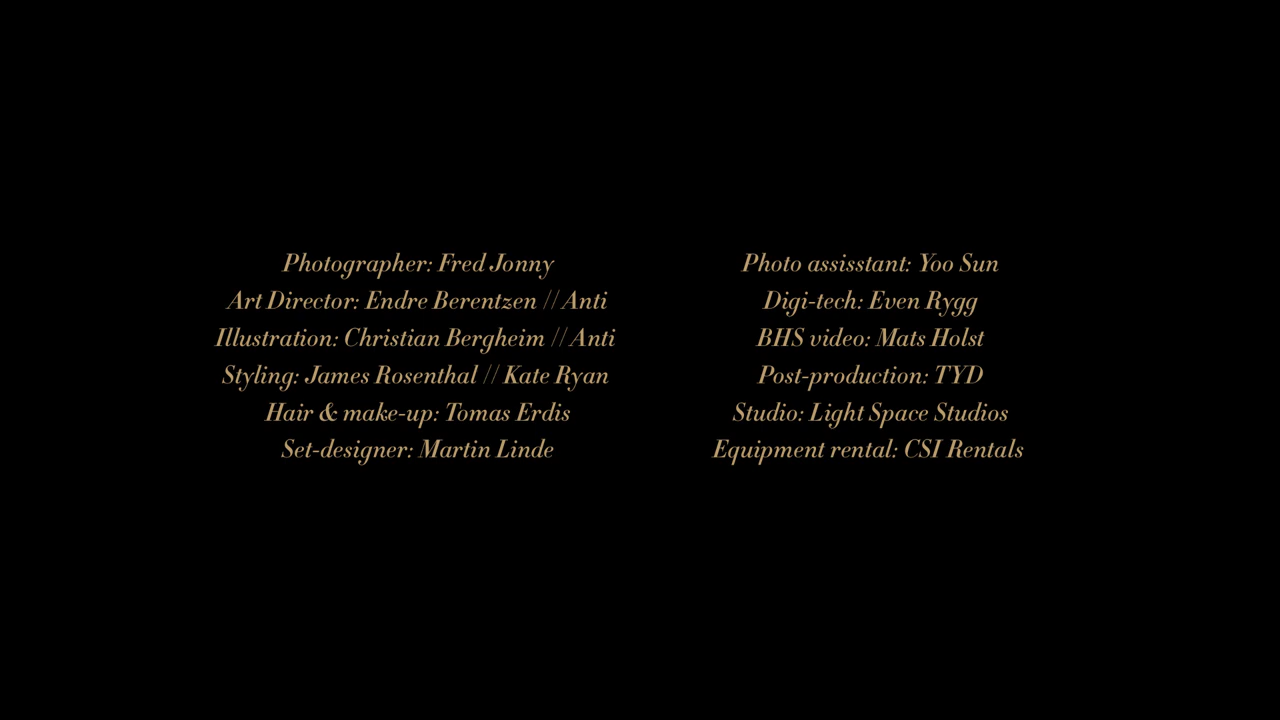 Photographer: Fred Jonny
Art Director: Endre Berentzen // Anti
Illustration: Christian Bergheim // Anti
Styling: James Rosenthal // Kate Ryan
Hair & make-up: Tomas Erdis
Set-designer: Martin Linde
Photo assisstant: Yoo Sun
Digi-tech: Even Rygg
BHS video: Mats Holst
Post-production: TYD
Studio: Light Space Studios
Equipment rental: CSI Rentals